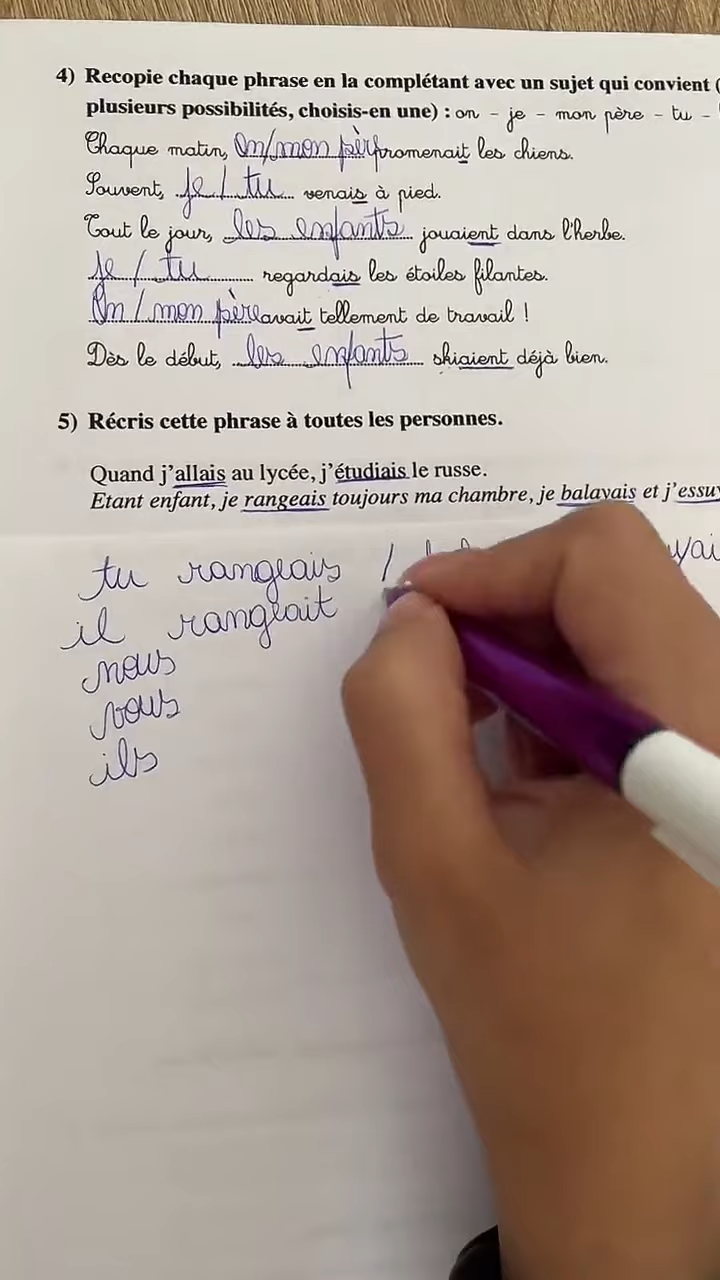 4) Recopie chaque phrase en la complétant avec un sujet qui convient (
plusieurs possibilités, choisis-en une) : on - je - mon père - tu -
Chaque matin, On/mon père promenait les chiens.
Souvent, je / tu venais à pied.
Tout le jour, les enfants jouaient dans l'herbe.
je / tu regardais les étoiles filantes.
On / mon père avait tellement de travail !
Dès le début, les enfants skiaient déjà bien.
5) Récris cette phrase à toutes les personnes.
Quand j'allais au lycée, j'étudiais le russe.
Etant enfant, je rangeais toujours ma chambre, je balayais et j'essuy
tu rangeais / yai
il rangeait
nous
vous
ils